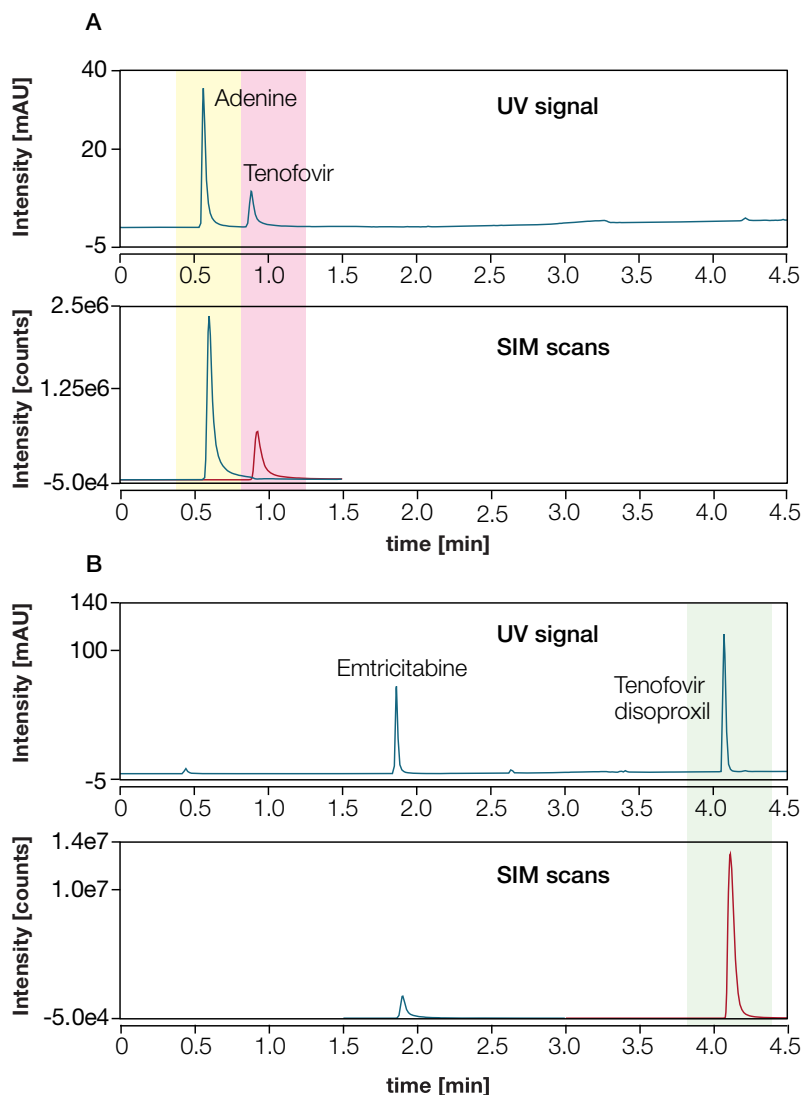 A
Intensity [mAU]
40
20
-5
Adenine
Tenofovir
UV signal
0 0.5 1.0 1.5 2.0 2.5 3.0 3.5 4.0 4.5
Intensity [counts]
2.5e6
1.25e6
-5.0e4
SIM scans
0 0.5 1.0 1.5 2.0 2.5 3.0 3.5 4.0 4.5
time [min]
B
Intensity [mAU]
140
100
-5
UV signal
Emtricitabine
Tenofovir
disoproxil
0 0.5 1.0 1.5 2.0 2.5 3.0 3.5 4.0 4.5
Intensity [counts]
1.4e7
1.0e7
-5.0e4
SIM scans
0 0.5 1.0 1.5 2.0 2.5 3.0 3.5 4.0 4.5
time [min]